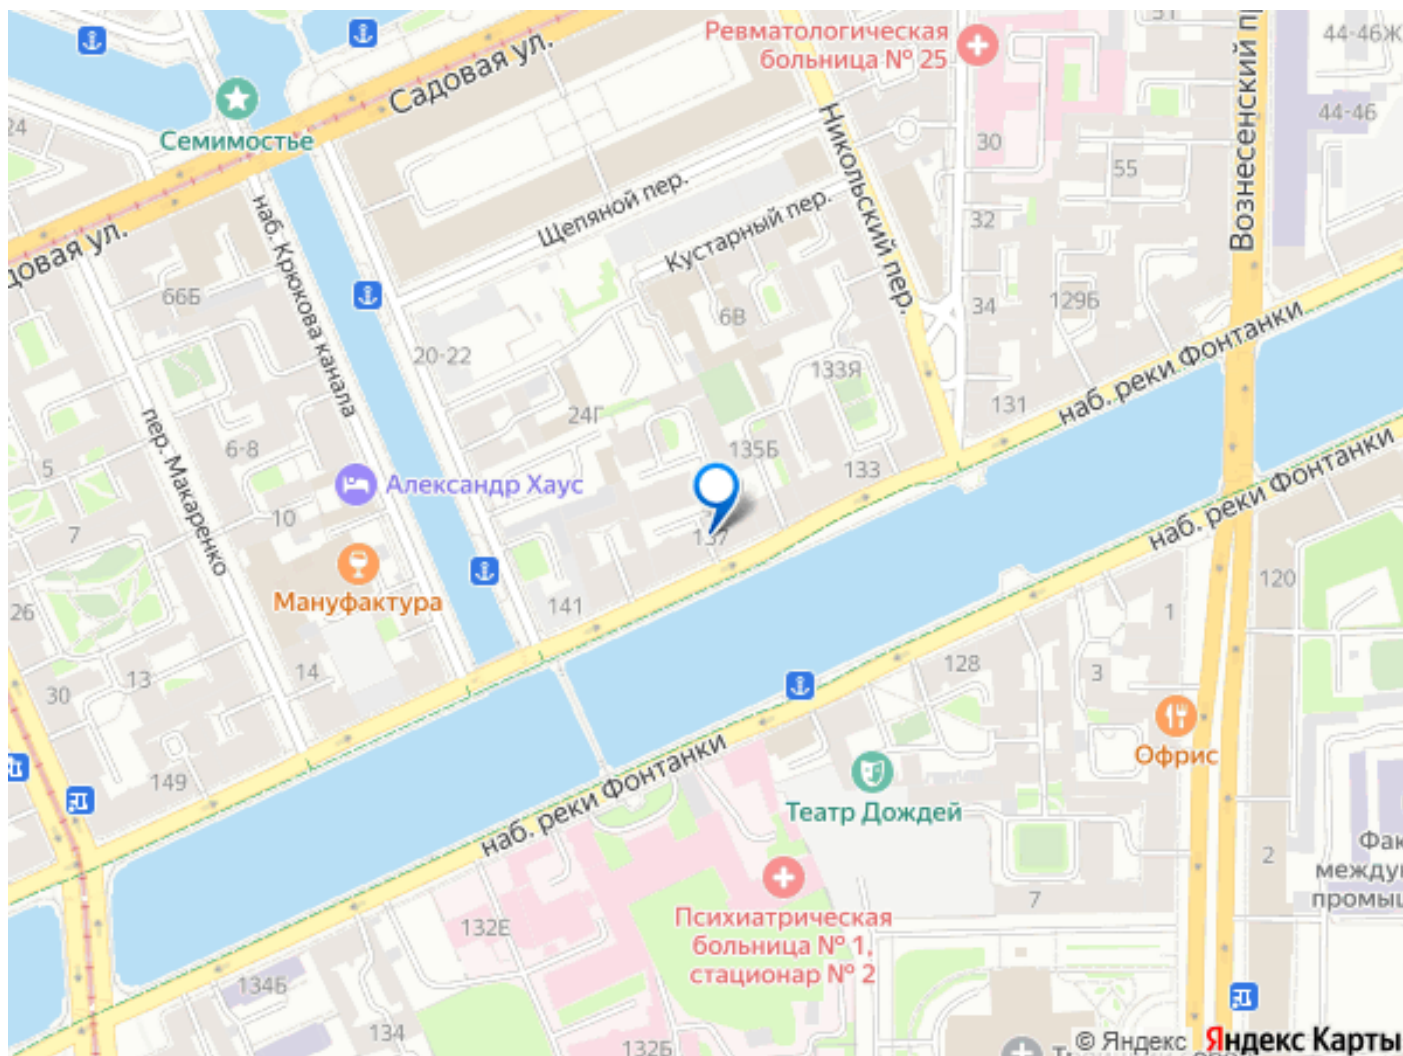 Ревматологическая
больница № 25
51
44-46Ж
44-46
Садовая ул.
Семимостье
24
Никольский пер.
30
55
Вознесенский п
Щепяной пер.
Кустарный пер.
32
довая ул.
наб. Крюкова канала
66Б
34
129Б
6В
20-22
133Я
наб. реки Фонтанки
131
24Г
135Б
133
пер. Макаренко
6-8
5
Александр Хаус
10
7
137
наб. реки Фонтанки
Мануфактура
141
120
1
26
14
13
30
128
3
149
Офрис
наб. реки Фонтанки
Театр Дождей
2
Фак
междун
промыш
7
Психиатрическая
больница № 1,
стационар № 2
132Е
134Б
134
132Б
© Яндекс Яндекс Карты